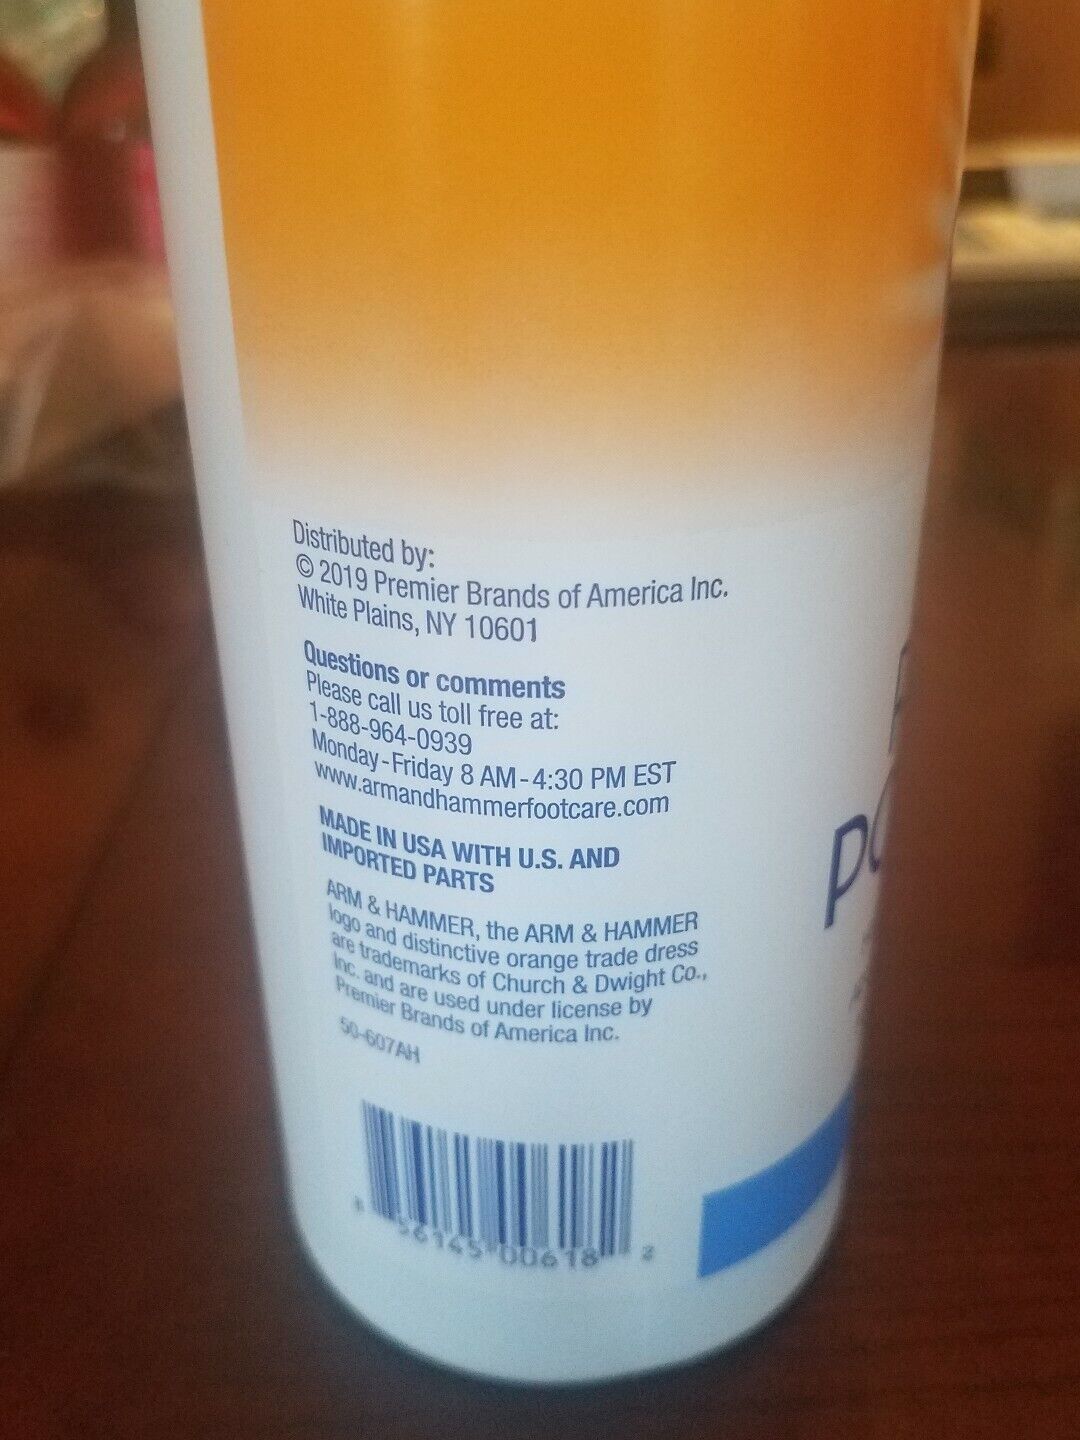 Distributed by:
© 2019 Premier Brands of America Inc.
White Plains, NY 10601
Questions or comments
Please call us toll free at:
1-888-964-0939
Monday-Friday 8 AM-4:30 PM EST
www.armandhammerfootcare.com
MADE IN USA WITH U.S. AND
IMPORTED PARTS
ARM & HAMMER, the ARM & HAMMER
logo and distinctive orange trade dress
are trademarks of Church & Dwight Co.,
Inc. and are used under license by
Premier Brands of America Inc.
50-607AH
56145 00618 2